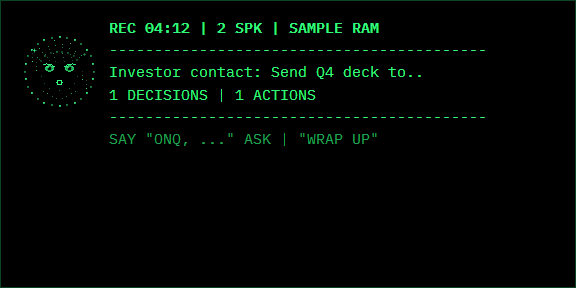 REC 04:12 | 2 SPK | SAMPLE RAM
------------------------------------------
Investor contact: Send Q4 deck to..
1 DECISIONS | 1 ACTIONS
------------------------------------------
SAY "ONQ, ..." ASK | "WRAP UP"